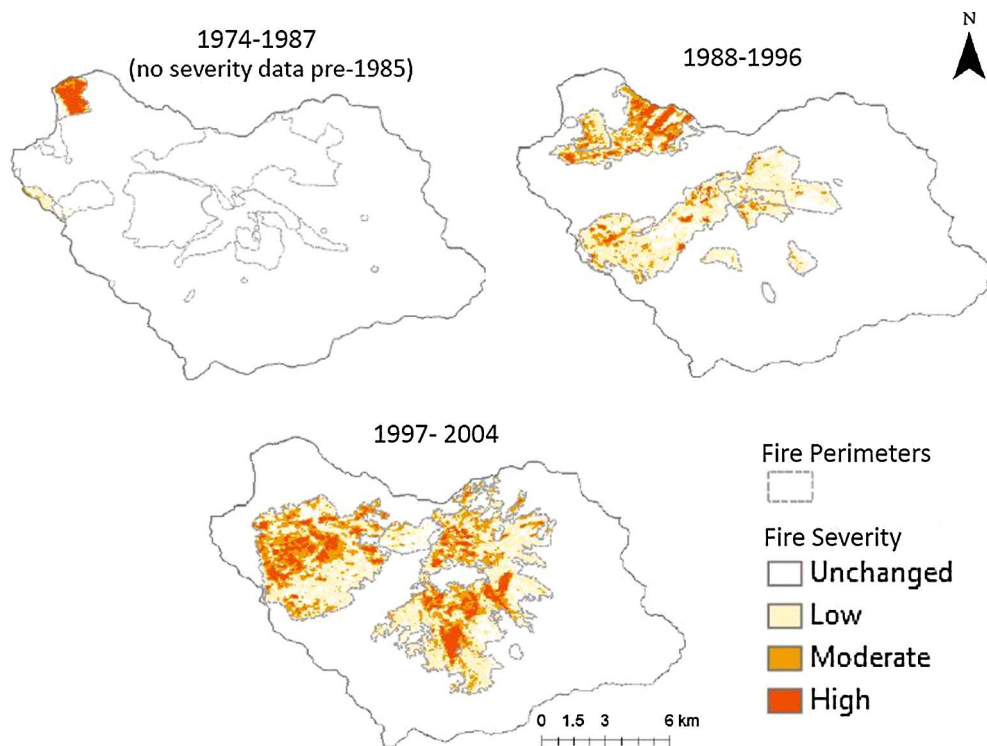 1974-1987
(no severity data pre-1985)
1988-1996
N
1997- 2004
Fire Perimeters
Fire Severity
Unchanged
Low
Moderate
High
0 1.5 3 6 km